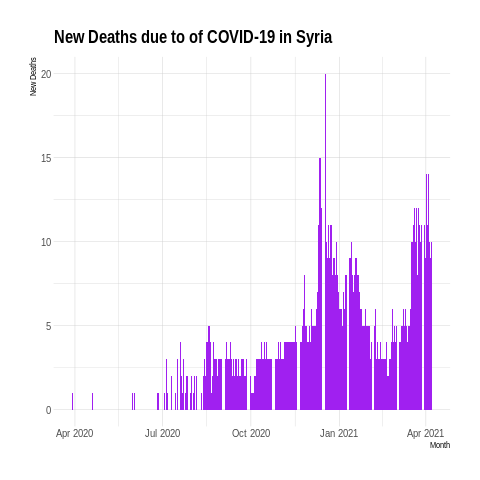 New Deaths due to of COVID-19 in Syria
New Deaths
20
15
10
5
0
Apr 2020 Jul 2020 Oct 2020 Jan 2021 Apr 2021
Month